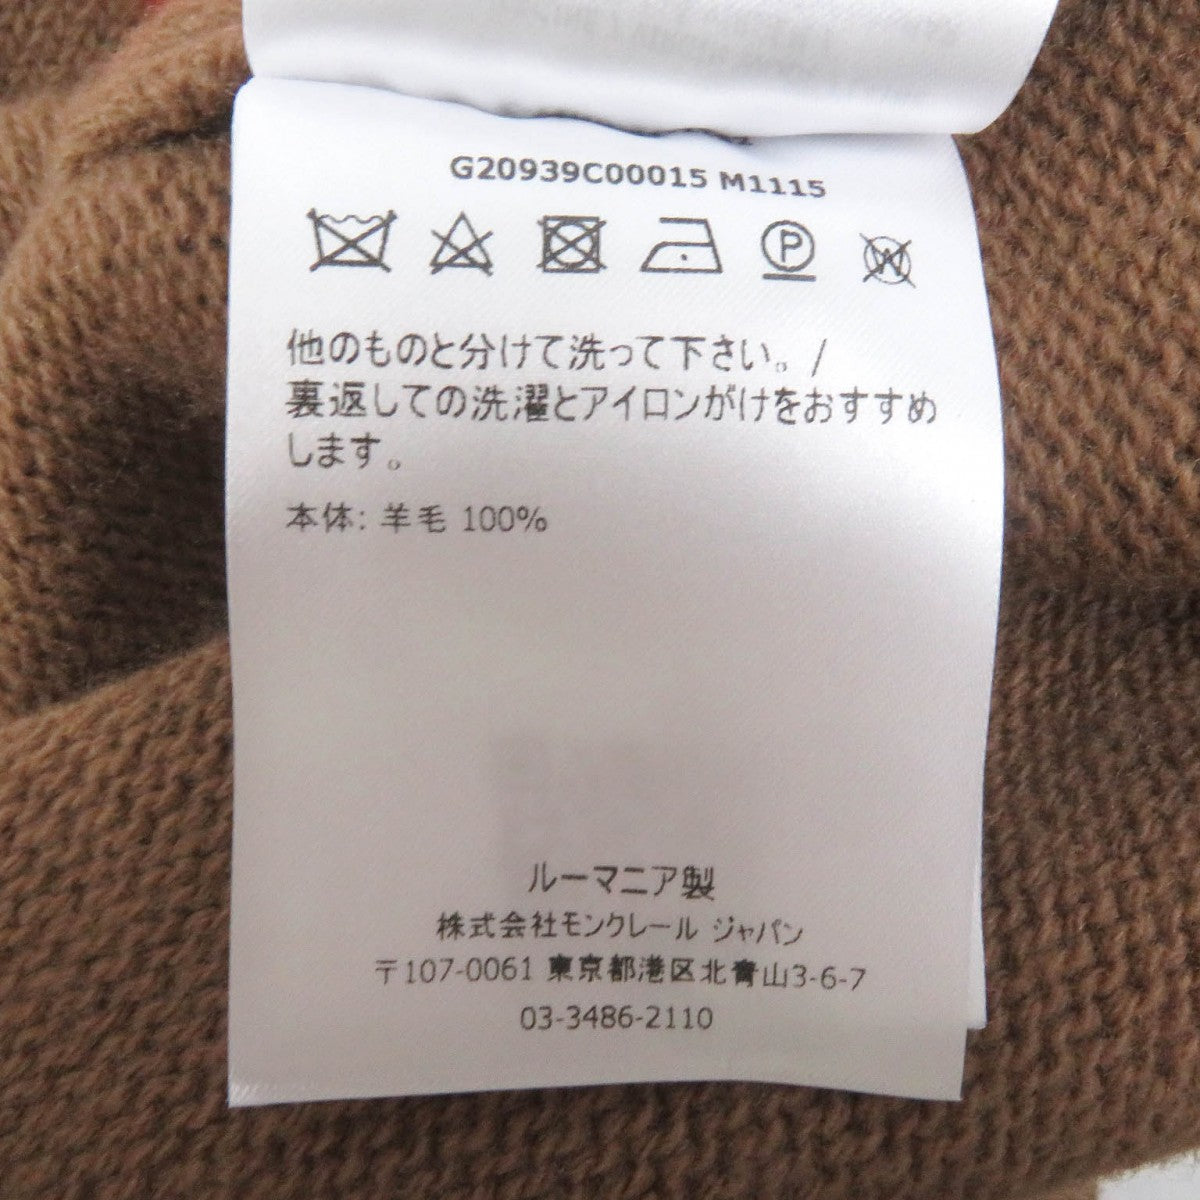 G20939C00015 M1115
P
W
他のものと分けて洗って下さい。/
裏返しての洗濯とアイロンがけをおすすめ
します。
本体: 羊毛 100%
ルーマニア製
株式会社モンクレール ジャパン
〒107-0061 東京都港区北青山3-6-7
03-3486-2110